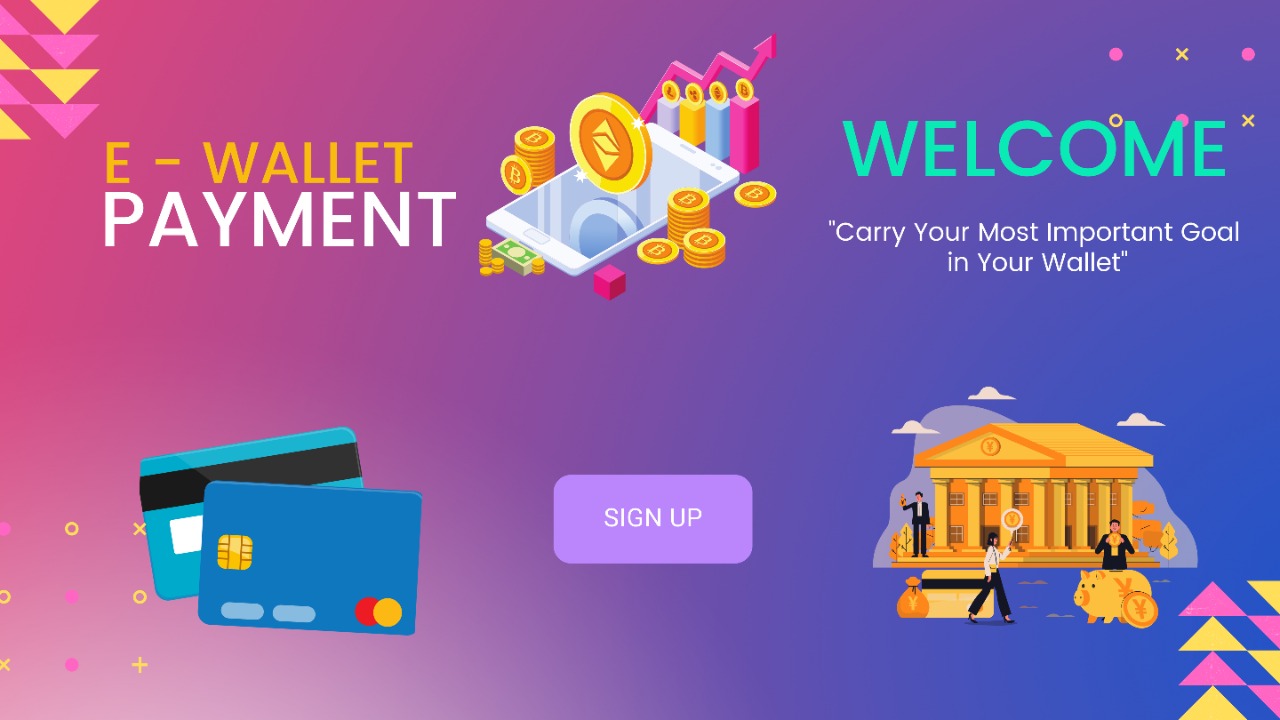 E - WALLET
PAYMENT
WELCOME
"Carry Your Most Important Goal
in Your Wallet"
SIGN UP